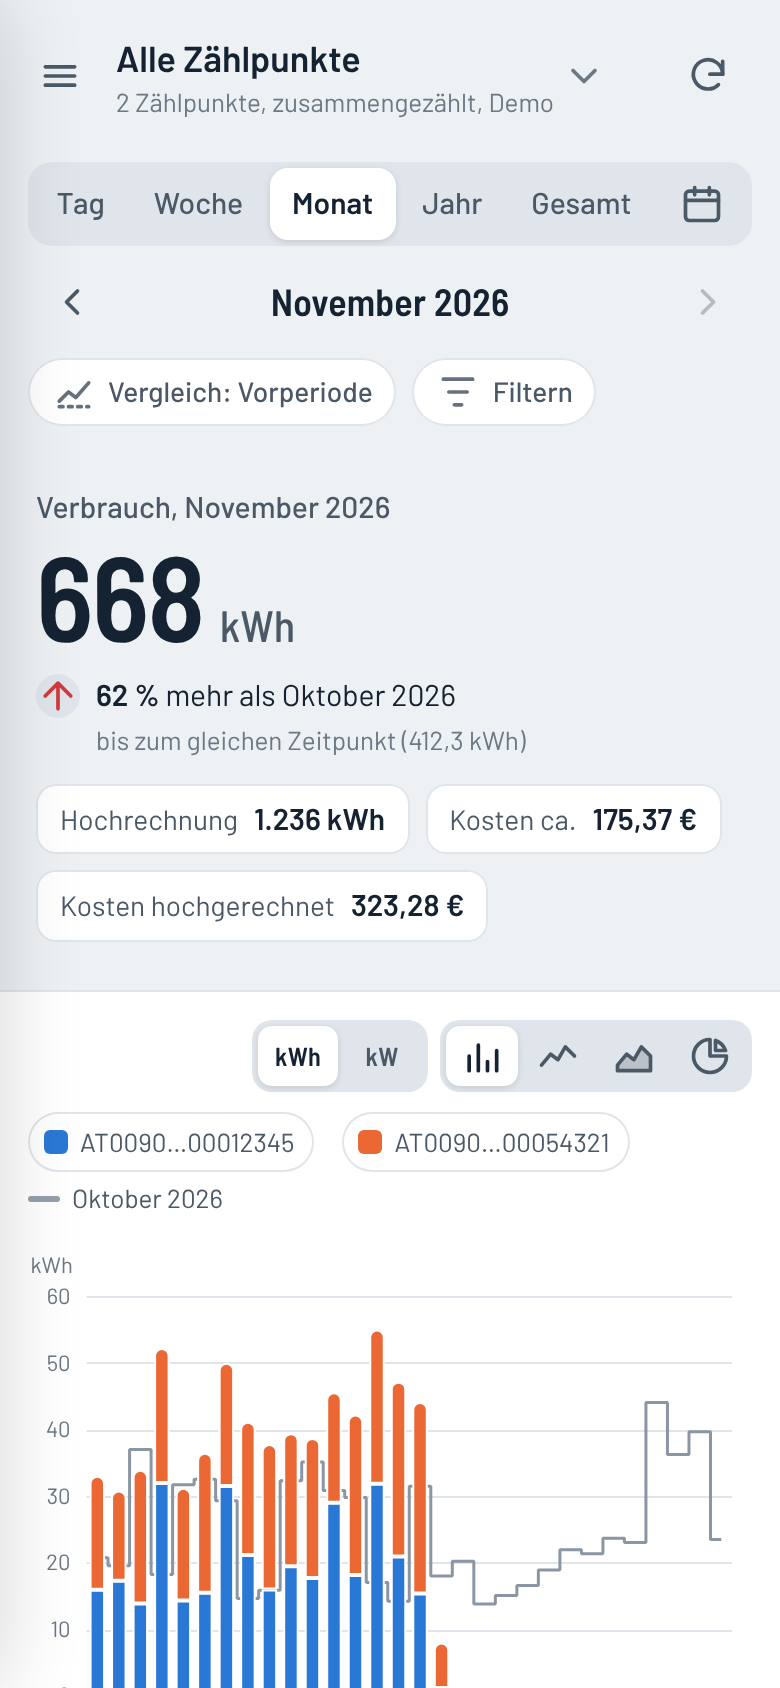 Alle Zählpunkte
2 Zählpunkte, zusammengezählt, Demo
Tag Woche Monat Jahr Gesamt
November 2026
Vergleich: Vorperiode Filtern
Verbrauch, November 2026
668 kWh
62 % mehr als Oktober 2026
bis zum gleichen Zeitpunkt (412,3 kWh)
Hochrechnung 1.236 kWh Kosten ca. 175,37 €
Kosten hochgerechnet 323,28 €
kWh kW
AT0090...00012345 AT0090...00054321
Oktober 2026
kWh
60
50
40
30
20
10